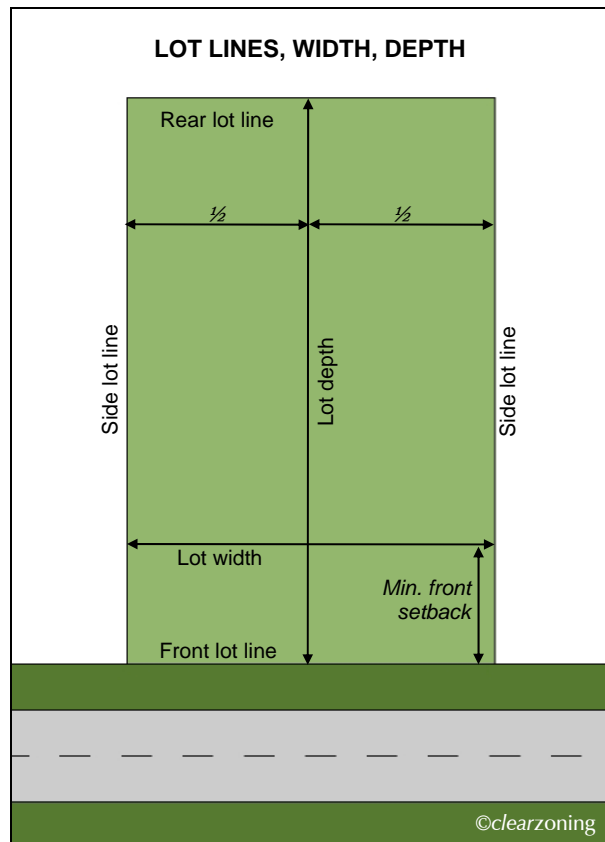 LOT LINES, WIDTH, DEPTH
Rear lot line
½
½
Side lot line
Lot depth
Side lot line
Lot width
Min. front
setback
Front lot line
©clearzoning